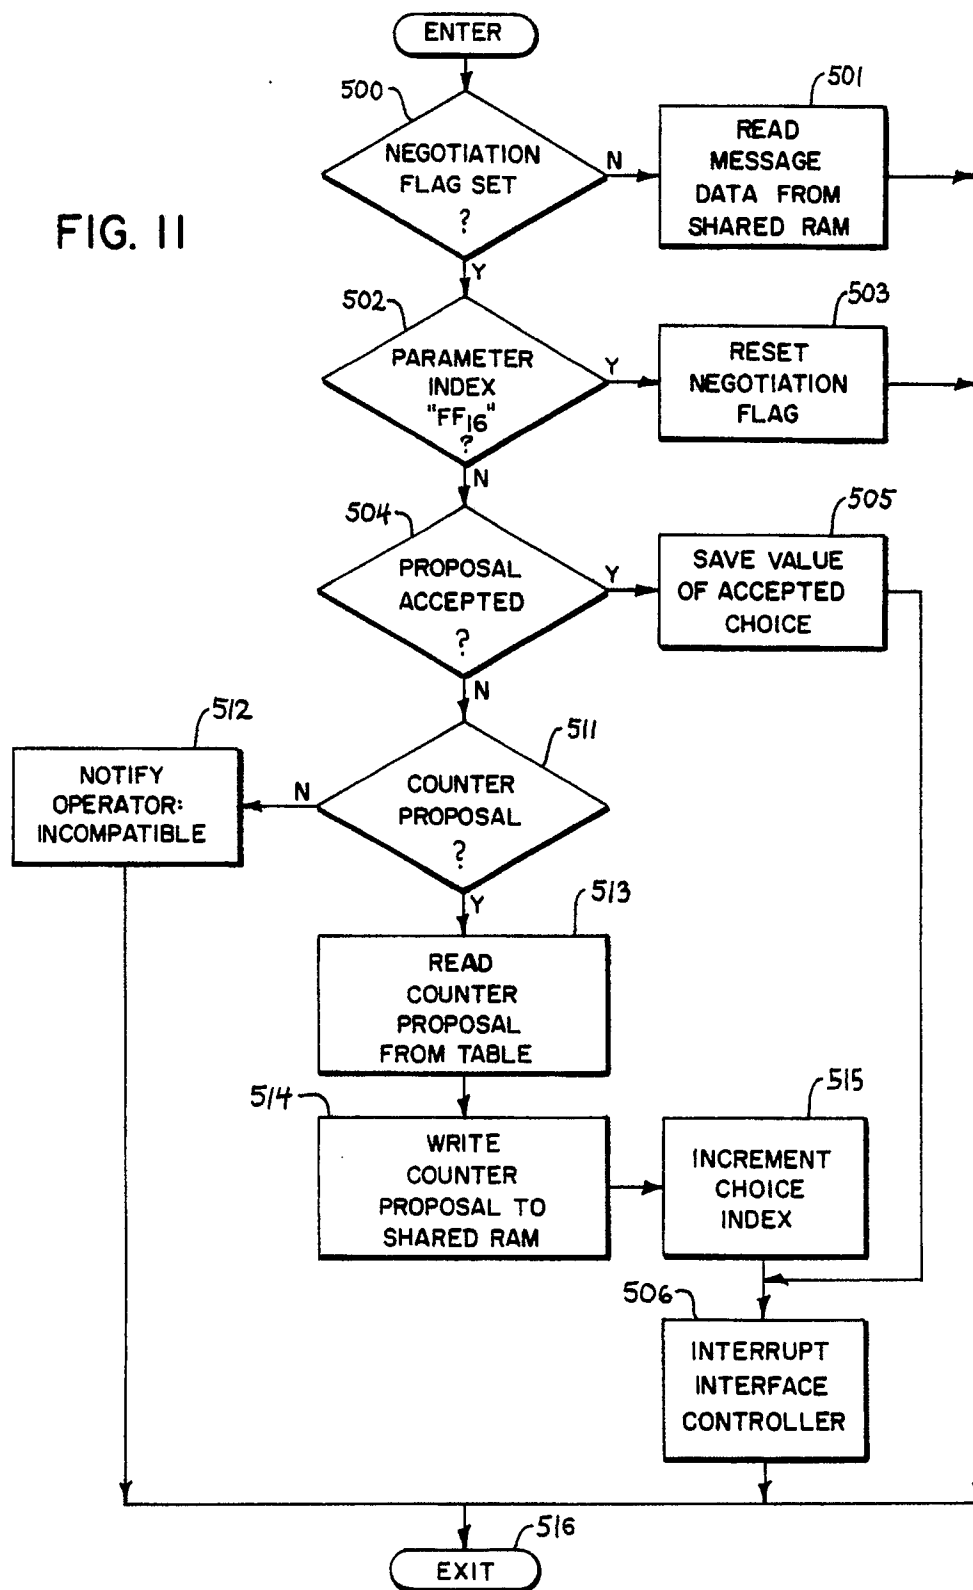 ENTER
500
NEGOTIATION
FLAG SET
?
N
Y
501
READ
MESSAGE
DATA FROM
SHARED RAM
FIG. 11
502
PARAMETER
INDEX
"FF16"
?
Y
N
503
RESET
NEGOTIATION
FLAG
504
PROPOSAL
ACCEPTED
?
Y
N
505
SAVE VALUE
OF ACCEPTED
CHOICE
511
COUNTER
PROPOSAL
?
N
Y
512
NOTIFY
OPERATOR:
INCOMPATIBLE
513
READ
COUNTER
PROPOSAL
FROM TABLE
514
WRITE
COUNTER
PROPOSAL TO
SHARED RAM
515
INCREMENT
CHOICE
INDEX
506
INTERRUPT
INTERFACE
CONTROLLER
516
EXIT